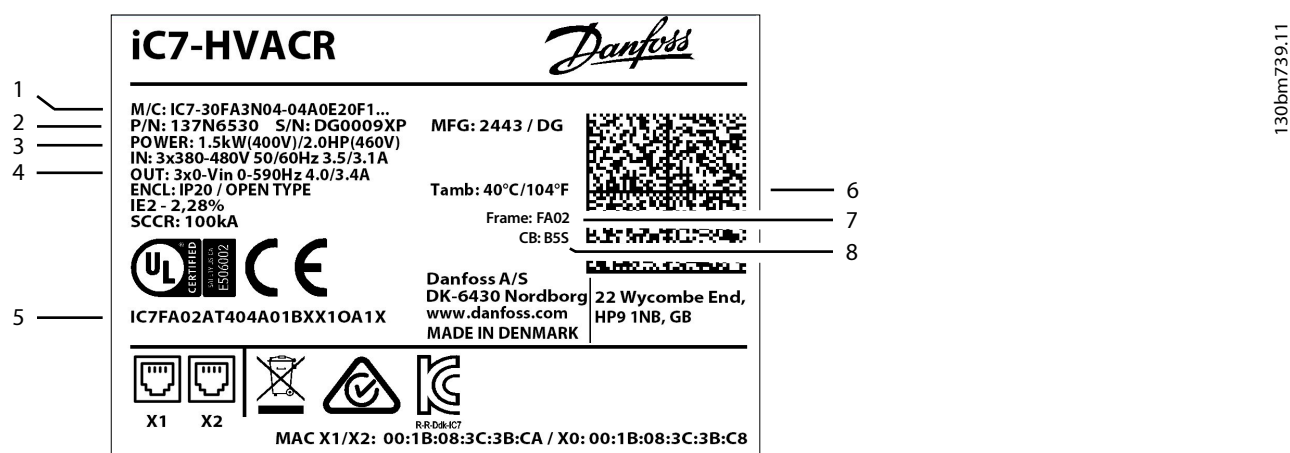 iC7-HVACR
Danfoss
130bm739.11
1
M/C: IC7-30FA3N04-04A0E20F1...
2
P/N: 137N6530 S/N: DG0009XP
MFG: 2443 / DG
3
POWER: 1.5kW(400V)/2.0HP(460V)
IN: 3x380-480V 50/60Hz 3.5/3.1A
4
OUT: 3x0-Vin 0-590Hz 4.0/3.4A
ENCL: IP20 / OPEN TYPE
Tamb: 40°C/104°F
6
IE2 - 2,28%
SCCR: 100kA
Frame: FA02
7
CB: B5S
8
UL
CERTIFIED
E506002
CE
Danfoss A/S
DK-6430 Nordborg
www.danfoss.com
MADE IN DENMARK
22 Wycombe End,
HP9 1NB, GB
5
IC7FA02AT404A01BXX1OA1X
X1
X2
R-R-Ddk-IC7
MAC X1/X2: 00:1B:08:3C:3B:CA / X0: 00:1B:08:3C:3B:C8